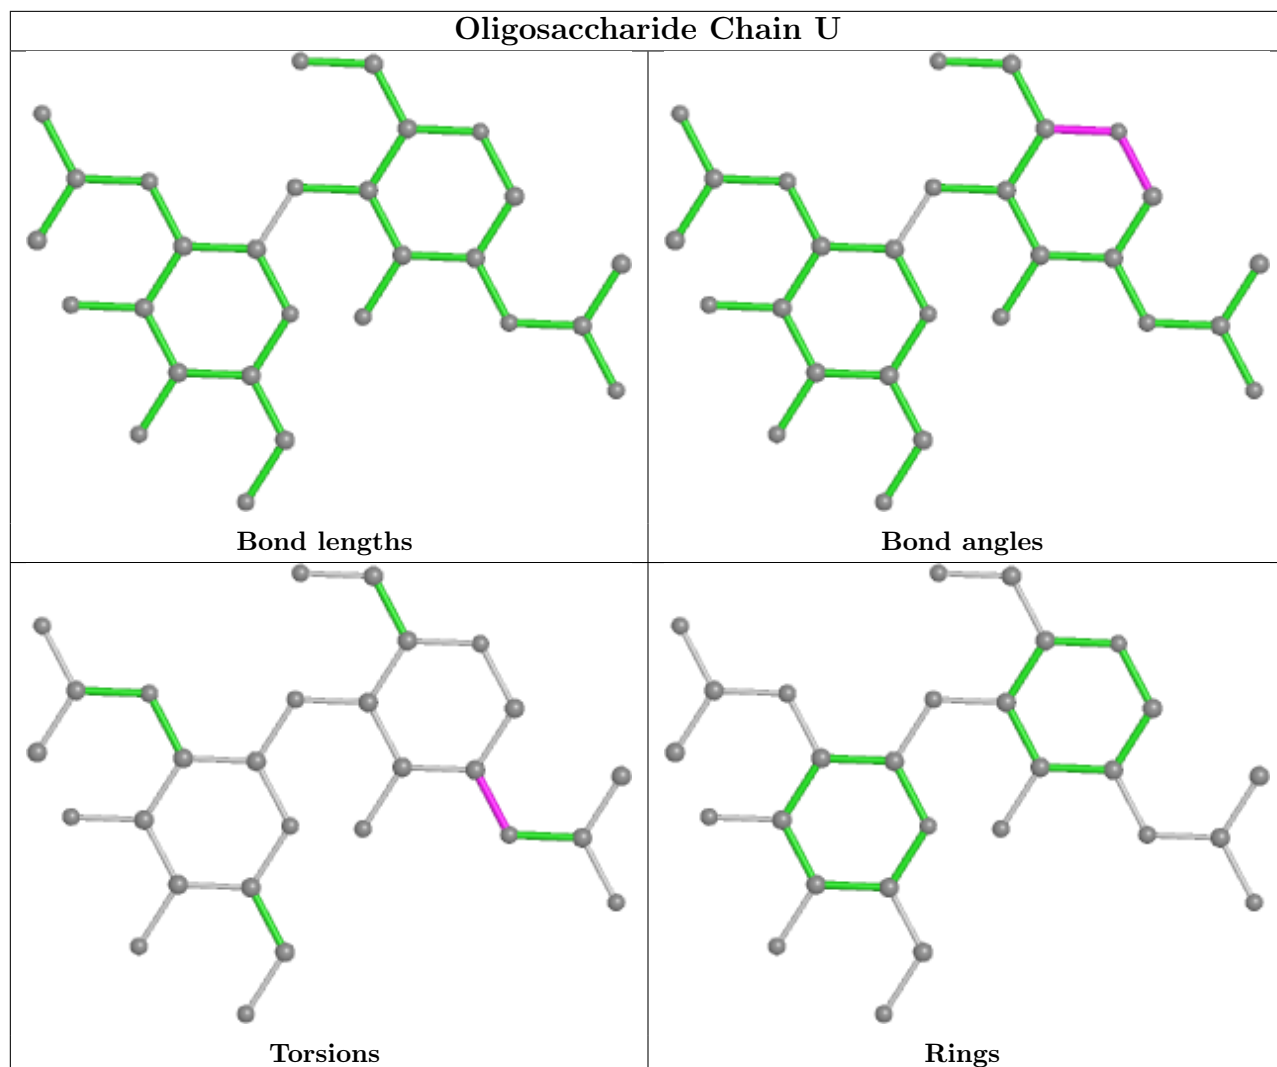 Oligosaccharide Chain U
Bond lengths
Bond angles
Torsions
Rings